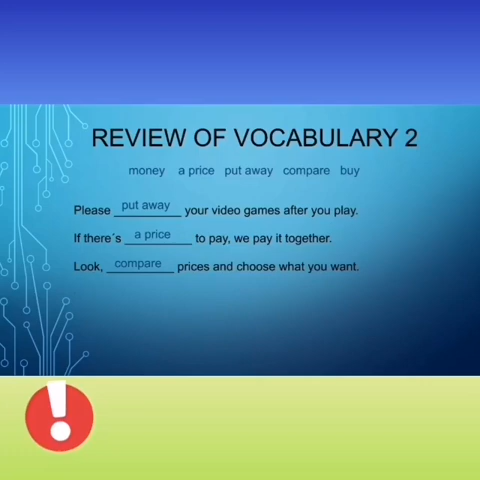 REVIEW OF VOCABULARY 2
money a price put away compare buy
Please put away your video games after you play.
If there´s a price to pay, we pay it together.
Look, compare prices and choose what you want.
!